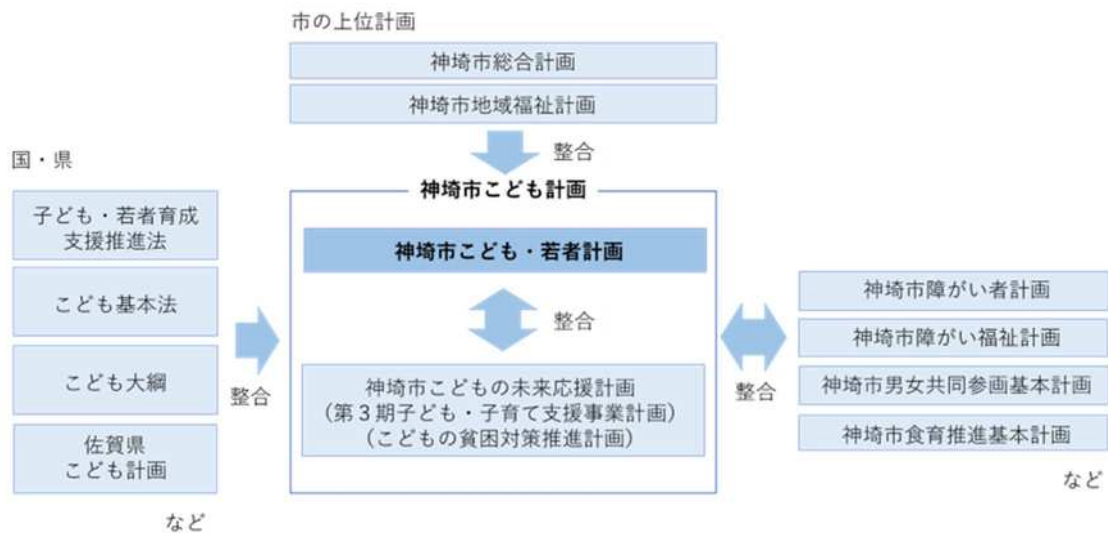 市の上位計画
神埼市総合計画
神埼市地域福祉計画
整合
国・県
子ども・若者育成
支援推進法
こども基本法
こども大綱
佐賀県
こども計画
など
整合
神埼市こども計画
神埼市こども・若者計画
整合
神埼市こどもの未来応援計画
（第３期子ども・子育て支援事業計画）
（こどもの貧困対策推進計画）
整合
神埼市障がい者計画
神埼市障がい福祉計画
神埼市男女共同参画基本計画
神埼市食育推進基本計画
など